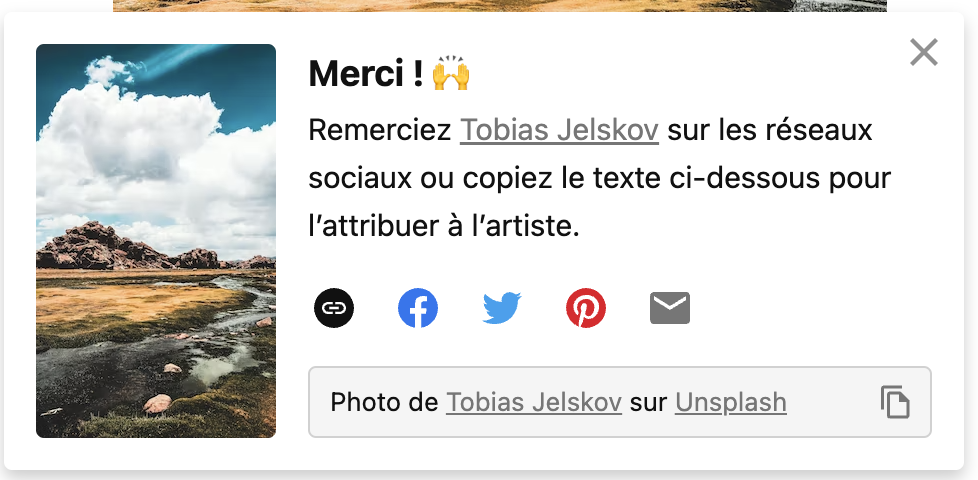 Merci ! 🙌
Remerciez Tobias Jelskov sur les réseaux
sociaux ou copiez le texte ci-dessous pour
l’attribuer à l’artiste.
Photo de Tobias Jelskov sur Unsplash